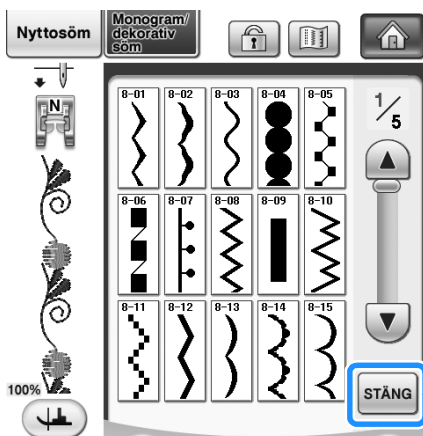 Nyttosöm
Monogram/
dekorativ
söm
N
8-01 8-02 8-03 8-04 8-05
1/5
8-06 8-07 8-08 8-09 8-10
8-11 8-12 8-13 8-14 8-15
100%
STÄNG